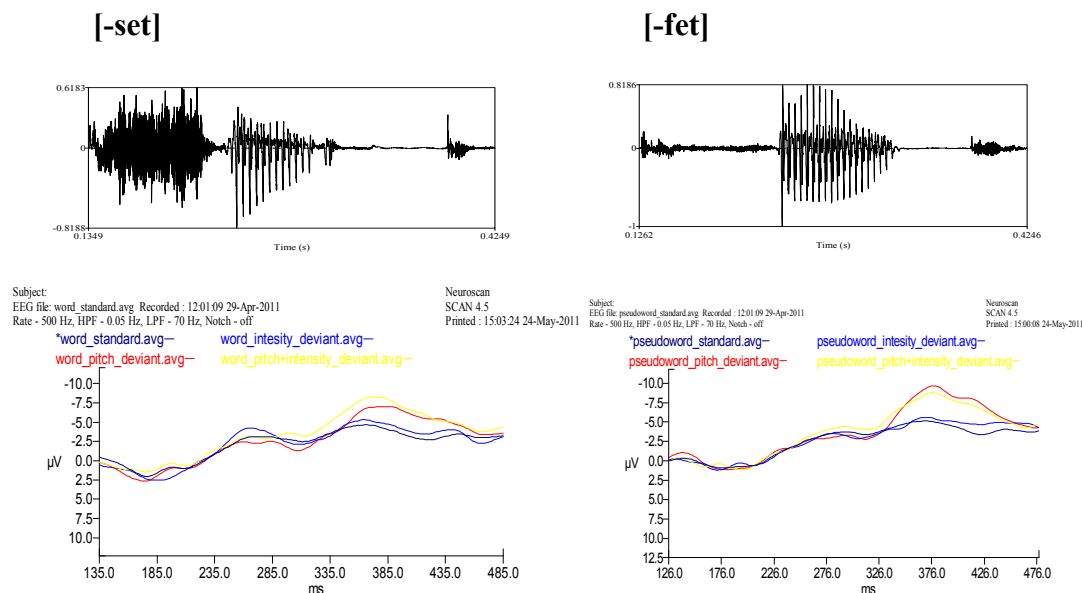 [-set]
[-fet]
0.6183
0
-0.8188
0.1349
0.4249
Time (s)
0.8186
0
-1
0.1262
0.4246
Time (s)
Subject:
EEG file: word_standard.avg Recorded : 12:01:09 29-Apr-2011
Rate - 500 Hz, HPF - 0.05 Hz, LPF - 70 Hz, Notch - off
Neuroscan
SCAN 4.5
Printed : 15:03:24 24-May-2011
*word_standard.avg
word_intesity_deviant.avg
word_pitch_deviant.avg
word_pitch+intensity_deviant.avg
-10.0
-7.5
-5.0
-2.5
0.0
2.5
5.0
7.5
10.0
µV
135.0 185.0 235.0 285.0 335.0 385.0 435.0 485.0
ms
Subject:
EEG file: pseudoword_standard.avg Recorded : 12:01:09 29-Apr-2011
Rate - 500 Hz, HPF - 0.05 Hz, LPF - 70 Hz, Notch - off
Neuroscan
SCAN 4.5
Printed : 15:00:08 24-May-2011
*pseudoword_standard.avg
pseudoword_intesity_deviant.avg
pseudoword_pitch_deviant.avg
pseudoword_pitch+intensity_deviant.avg
-10.0
-7.5
-5.0
-2.5
0.0
2.5
5.0
7.5
10.0
12.5
µV
126.0 176.0 226.0 276.0 326.0 376.0 426.0 476.0
ms